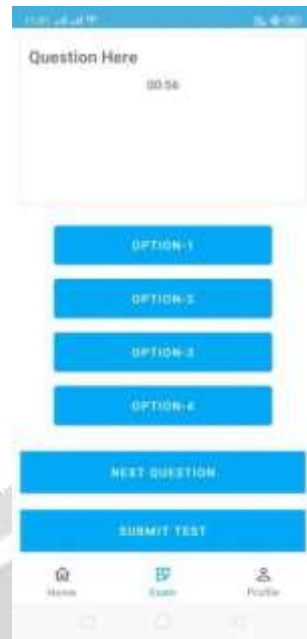 Question Here
00:56
OPTION-1
OPTION-2
OPTION-3
OPTION-4
NEXT QUESTION
SUBMIT TEST
Home
Exam
Profile